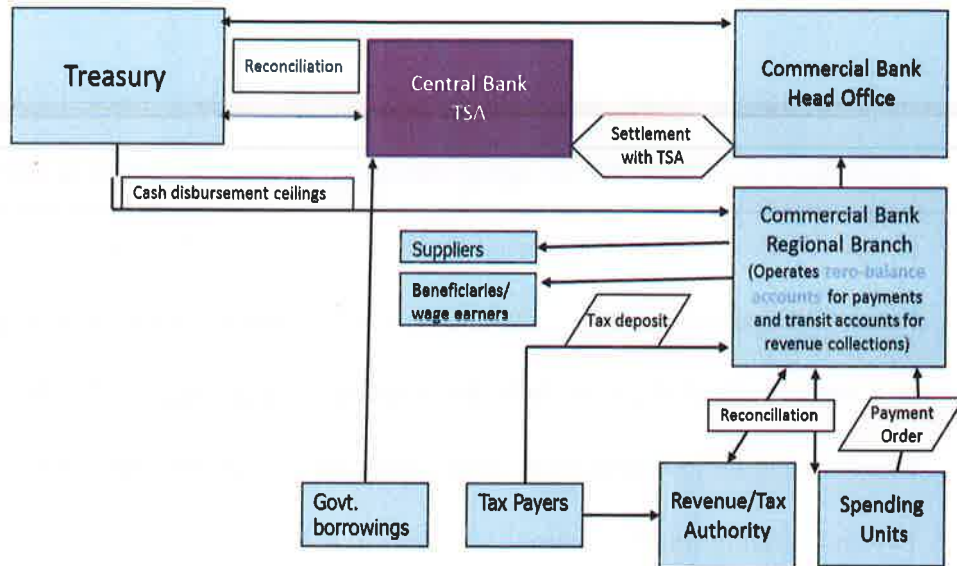 Treasury
Reconciliation
Central Bank
TSA
Commercial Bank
Head Office
Settlement
with TSA
Cash disbursement ceilings
Commercial Bank
Regional Branch
(Operates zero-balance
accounts for payments
and transit accounts for
revenue collections)
Suppliers
Beneficiaries/
wage earners
Tax deposit
Reconciliation
Payment
Order
Govt.
borrowings
Tax Payers
Revenue/Tax
Authority
Spending
Units